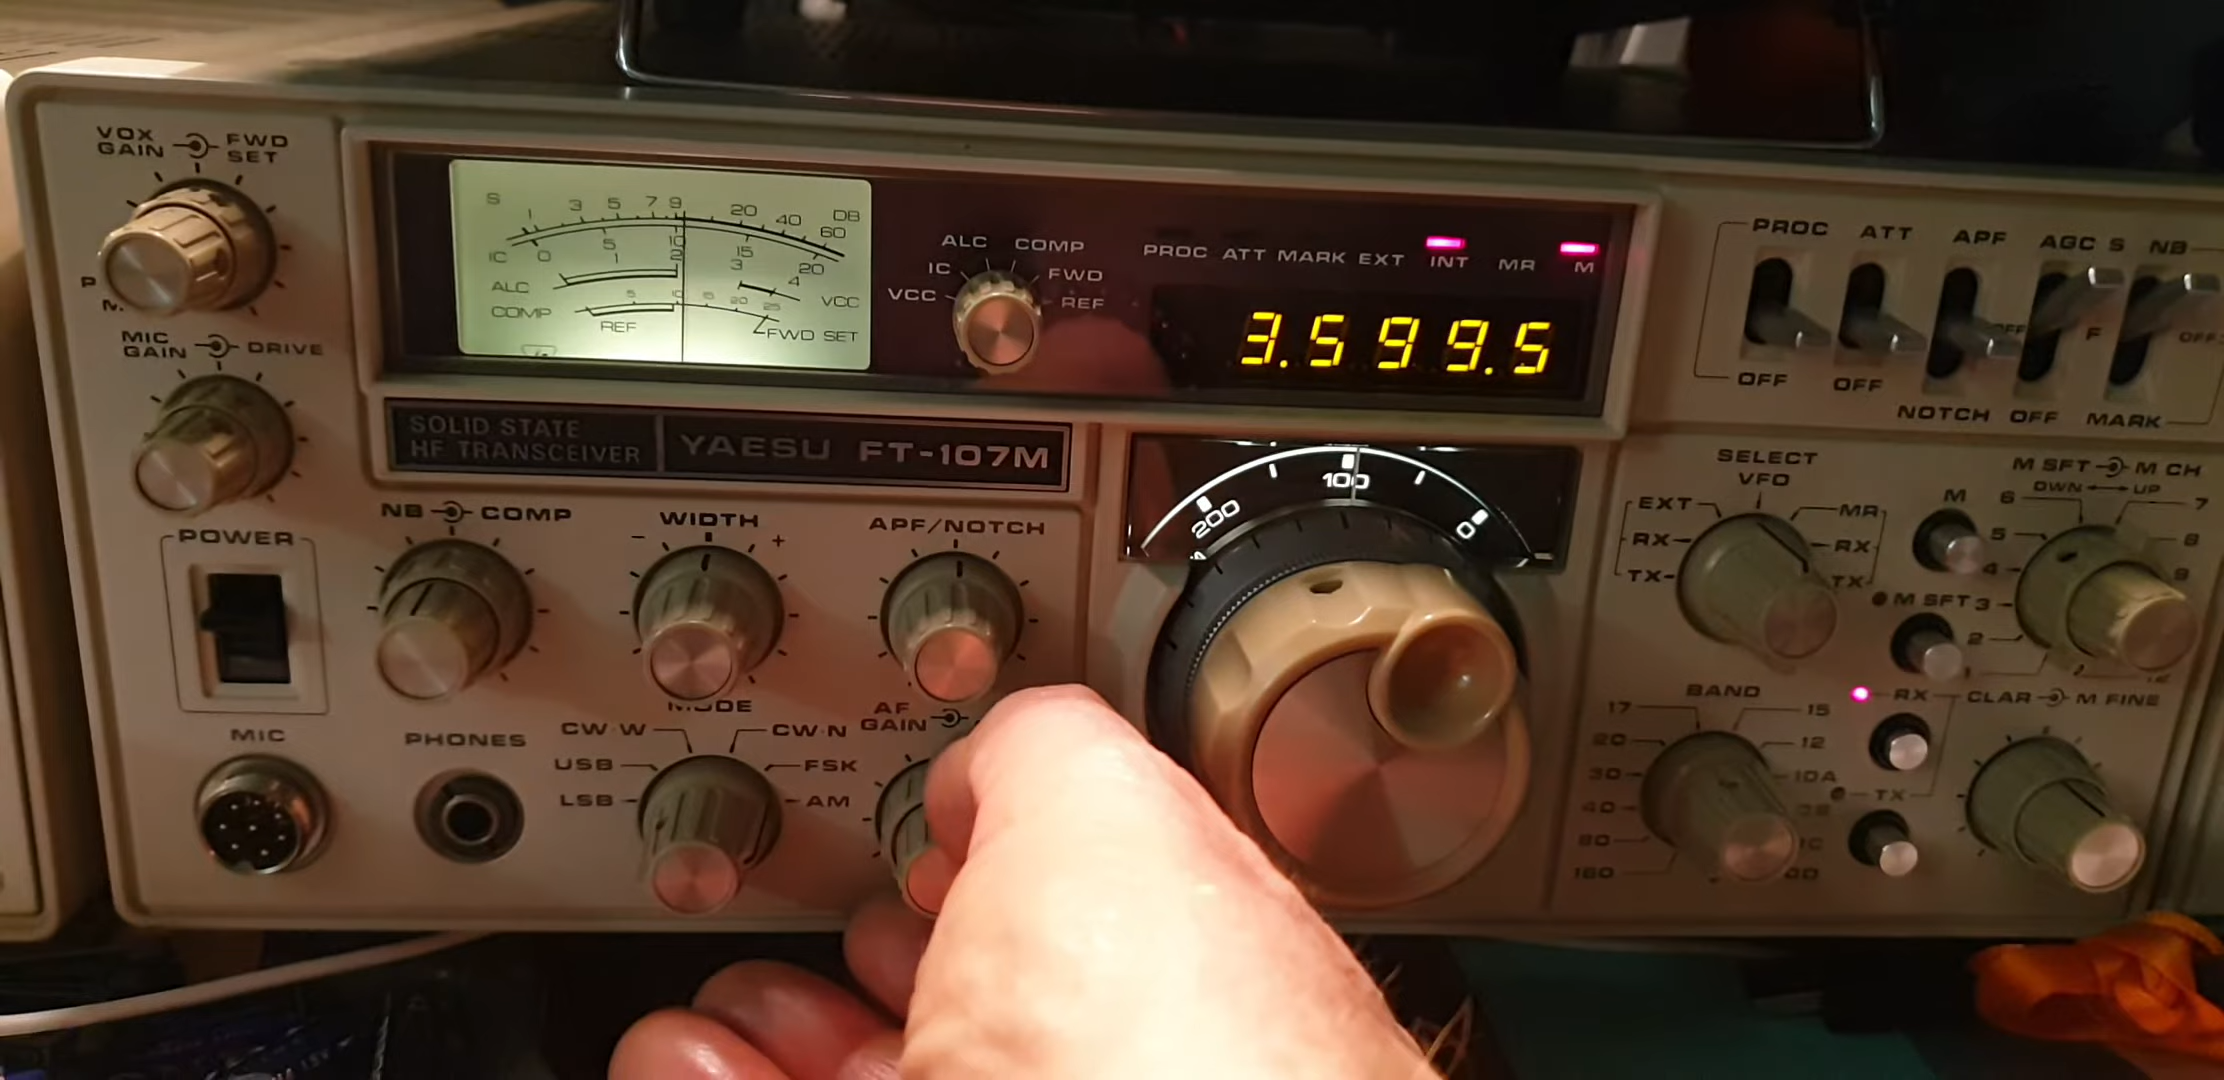 VOX GAIN
FWD SET
MIC GAIN
DRIVE
POWER
MIC
PHONES
S 1 3 5 7 9 20 40 60 DB
IC 0 5 10 15 20
1 2 3 4
ALC
VCC
COMP 5 10 15 20 25
REF
FWD SET
ALC COMP
IC FWD
VCC REF
PROC ATT MARK EXT INT MR M
3.599.5
SOLID STATE
HF TRANSCEIVER
YAESU FT-107M
NB COMP
WIDTH
- +
APF/NOTCH
MODE
CW-W CW-N
USB FSK
LSB AM
AF
GAIN
200 100 0
PROC ATT APF AGC S NB
OFF F OFF
OFF OFF
NOTCH OFF MARK
SELECT
VFO
EXT MR
RX RX
TX TX
M
M SFT
M SFT M CH
DWN UP
6 7
5 8
4 9
3
2
1
BAND
17 15
20 12
30 10A
40
80
160
RX
TX
CLAR M FINE